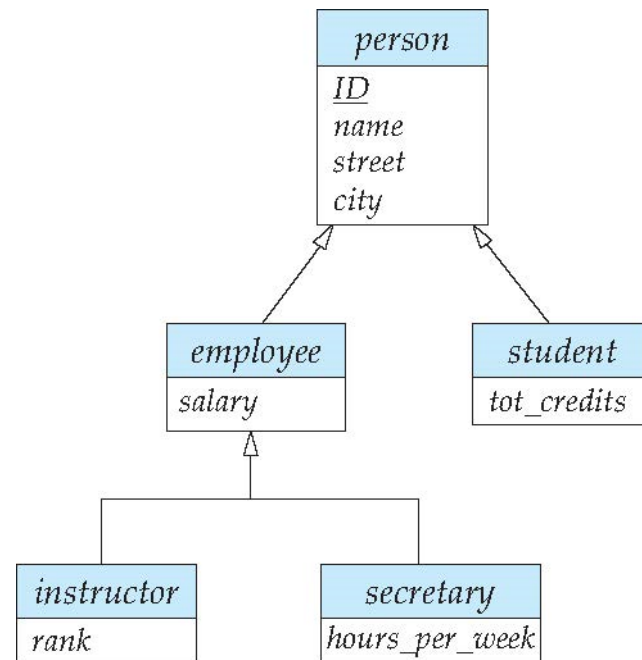 person
ID
name
street
city
employee
salary
student
tot_credits
instructor
rank
secretary
hours_per_week